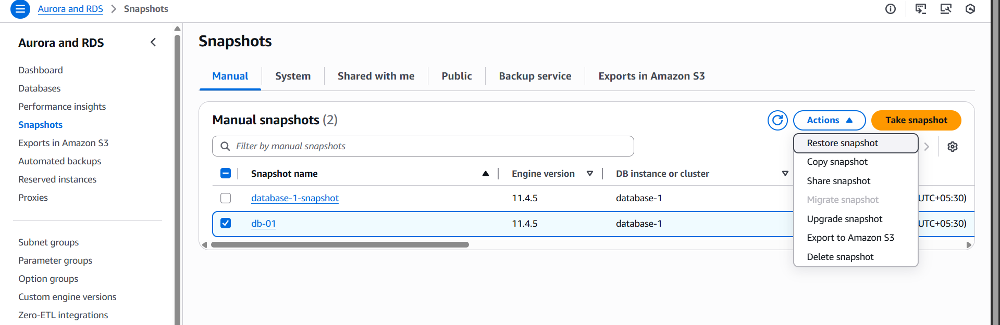 Aurora and RDS > Snapshots
Aurora and RDS
Dashboard
Databases
Performance insights
Snapshots
Exports in Amazon S3
Automated backups
Reserved instances
Proxies
Subnet groups
Parameter groups
Option groups
Custom engine versions
Zero-ETL integrations
Snapshots
Manual System Shared with me Public Backup service Exports in Amazon S3
Manual snapshots (2)
Actions Take snapshot
Filter by manual snapshots
Snapshot name Engine version DB instance or cluster
database-1-snapshot 11.4.5 database-1 UTC+05:30)
db-01 11.4.5 database-1 UTC+05:30)
Restore snapshot
Copy snapshot
Share snapshot
Migrate snapshot
Upgrade snapshot
Export to Amazon S3
Delete snapshot